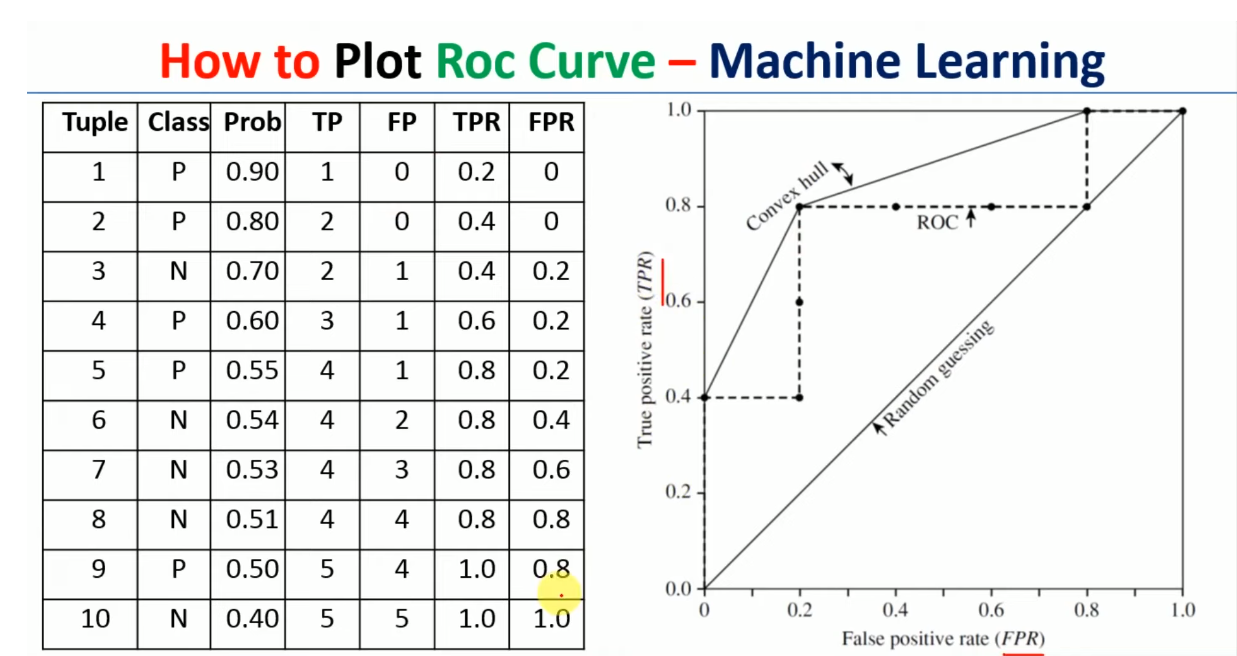 How to Plot Roc Curve – Machine Learning
Tuple Class Prob TP FP TPR FPR
1 P 0.90 1 0 0.2 0
2 P 0.80 2 0 0.4 0
3 N 0.70 2 1 0.4 0.2
4 P 0.60 3 1 0.6 0.2
5 P 0.55 4 1 0.8 0.2
6 N 0.54 4 2 0.8 0.4
7 N 0.53 4 3 0.8 0.6
8 N 0.51 4 4 0.8 0.8
9 P 0.50 5 4 1.0 0.8
10 N 0.40 5 5 1.0 1.0
True positive rate (TPR)
1.0
0.8
0.6
0.4
0.2
0.0
Convex hull
ROC
Random guessing
0 0.2 0.4 0.6 0.8 1.0
False positive rate (FPR)